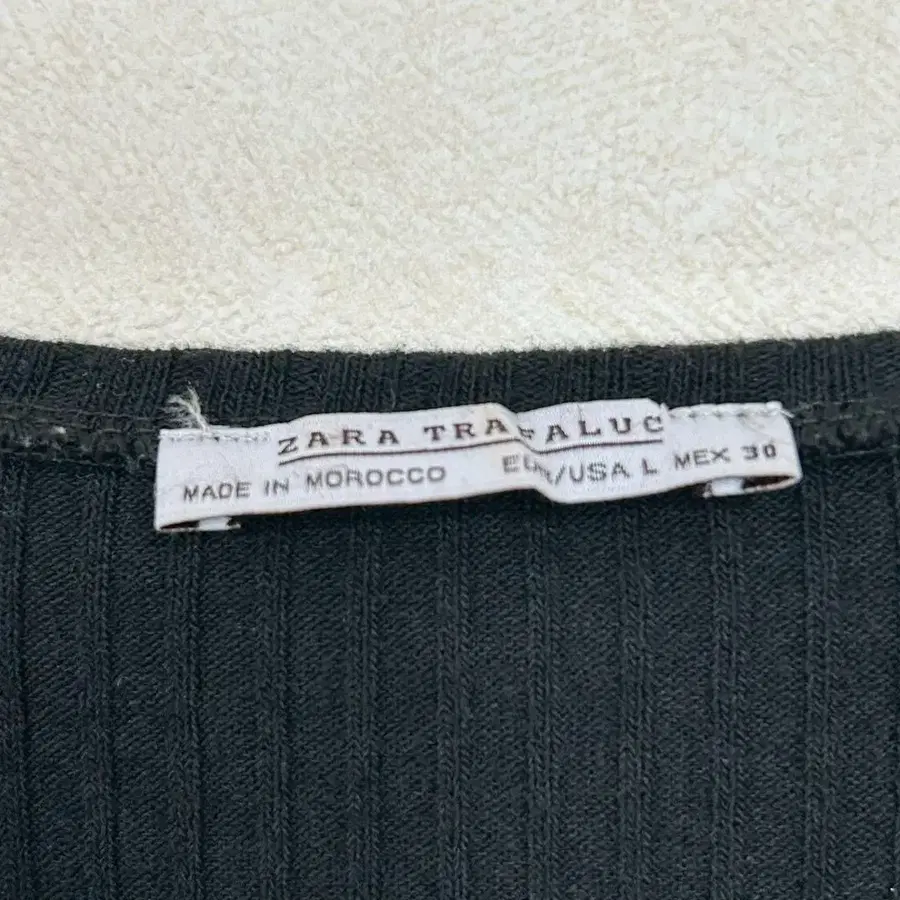 ZARA TRAFALUC
MADE IN MOROCCO EUR/USA L MEX 30